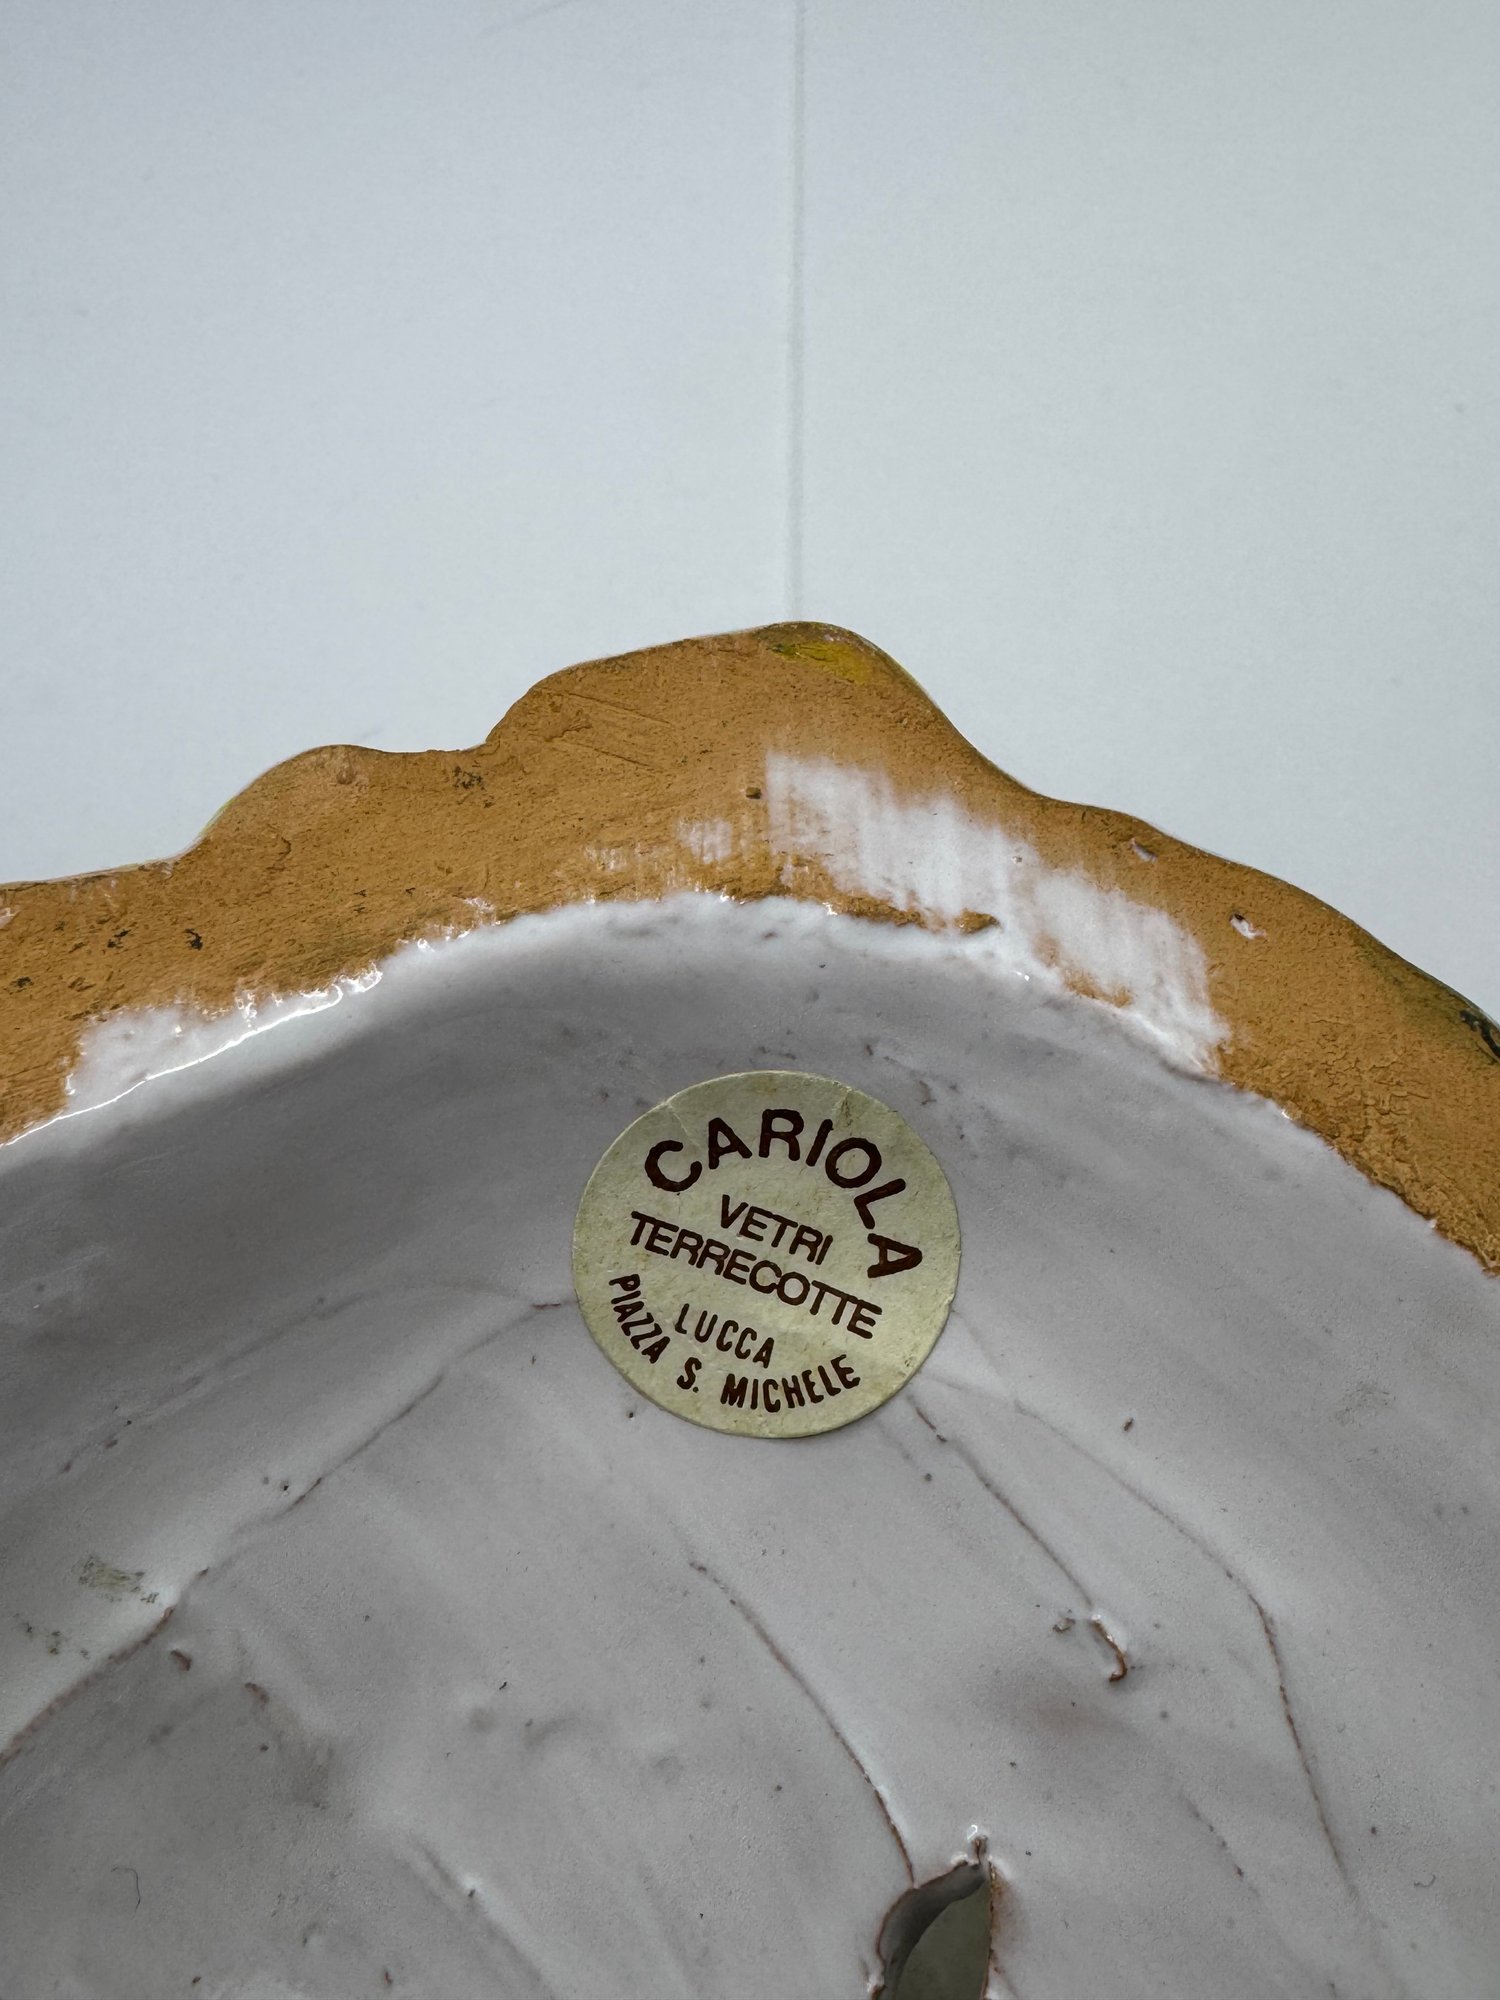 CARIOLA
VETRI
TERRECOTTE
LUCCA
PIAZZA S. MICHELE